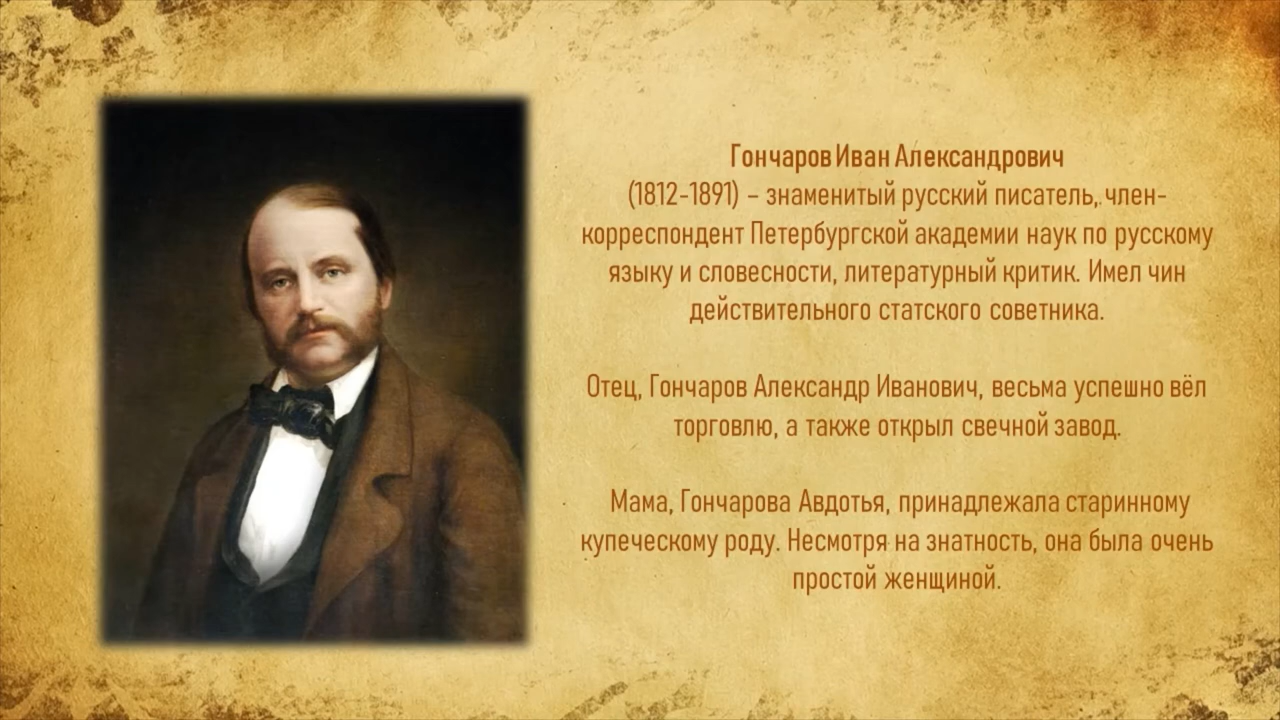 Гончаров Иван Александрович
(1812-1891) – знаменитый русский писатель, член-
корреспондент Петербургской академии наук по русскому
языку и словесности, литературный критик. Имел чин
действительного статского советника.
Отец, Гончаров Александр Иванович, весьма успешно вёл
торговлю, а также открыл свечной завод.
Мама, Гончарова Авдотья, принадлежала старинному
купеческому роду. Несмотря на знатность, она была очень
простой женщиной.